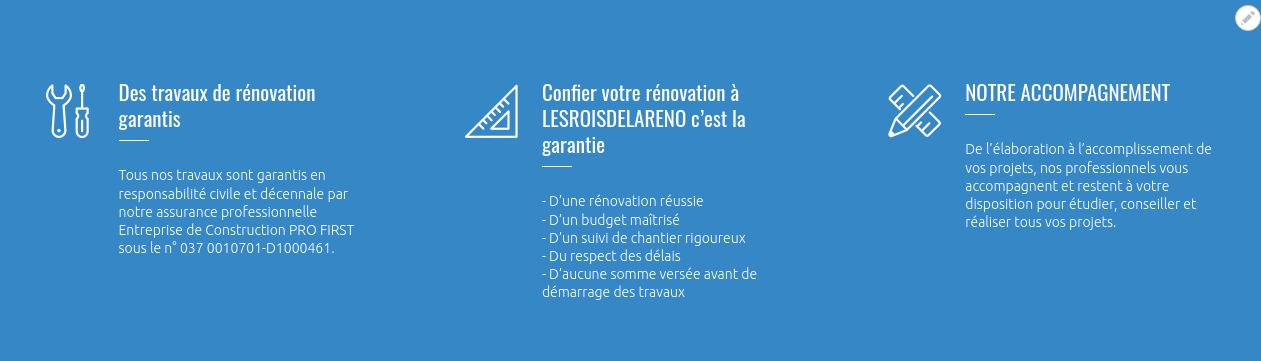 Des travaux de rénovation
garantis
Tous nos travaux sont garantis en
responsabilité civile et décennale par
notre assurance professionnelle
Entreprise de Construction PRO FIRST
sous le n° 037 0010701-D1000461.
Confier votre rénovation à
LESROISDELARENO c’est la
garantie
- D’une rénovation réussie
- D’un budget maîtrisé
- D’un suivi de chantier rigoureux
- Du respect des délais
- D’aucune somme versée avant de
démarrage des travaux
NOTRE ACCOMPAGNEMENT
De l’élaboration à l’accomplissement de
vos projets, nos professionnels vous
accompagnent et restent à votre
disposition pour étudier, conseiller et
réaliser tous vos projets.